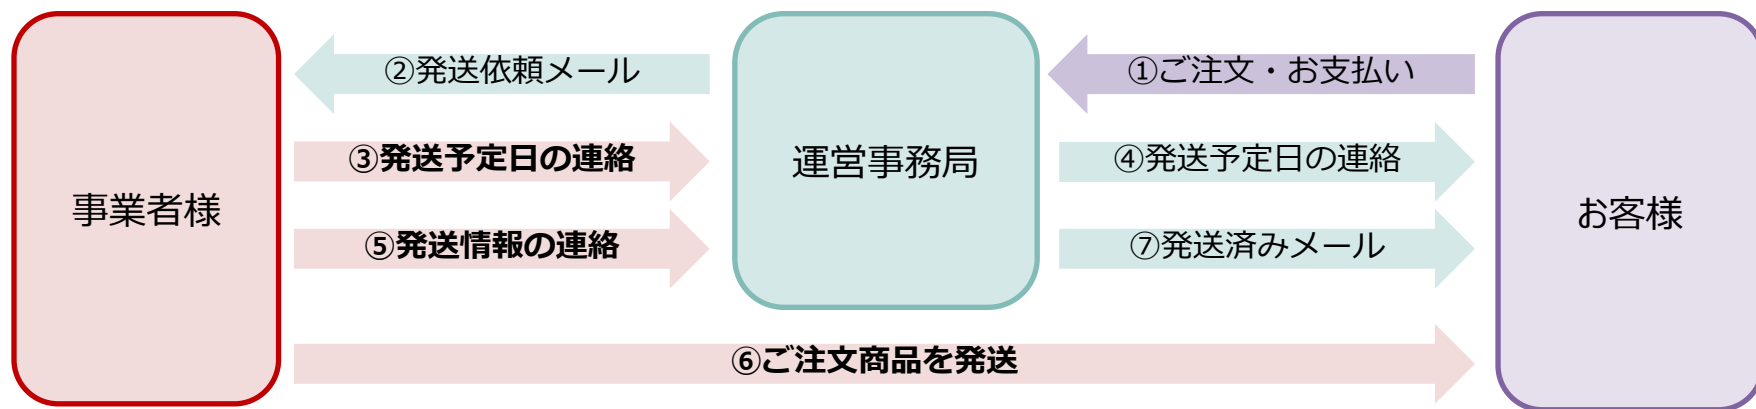 ②発送依頼メール
①ご注文・お支払い
③発送予定日の連絡
運営事務局
④発送予定日の連絡
事業者様
お客様
⑤発送情報の連絡
⑦発送済みメール
⑥ご注文商品を発送